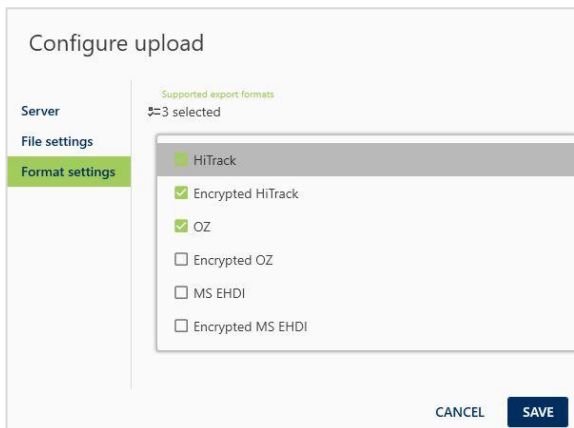 Configure upload
Supported export formats
3 selected
Server
File settings
Format settings
HiTrack
Encrypted HiTrack
OZ
Encrypted OZ
MS EHDI
Encrypted MS EHDI
CANCEL
SAVE